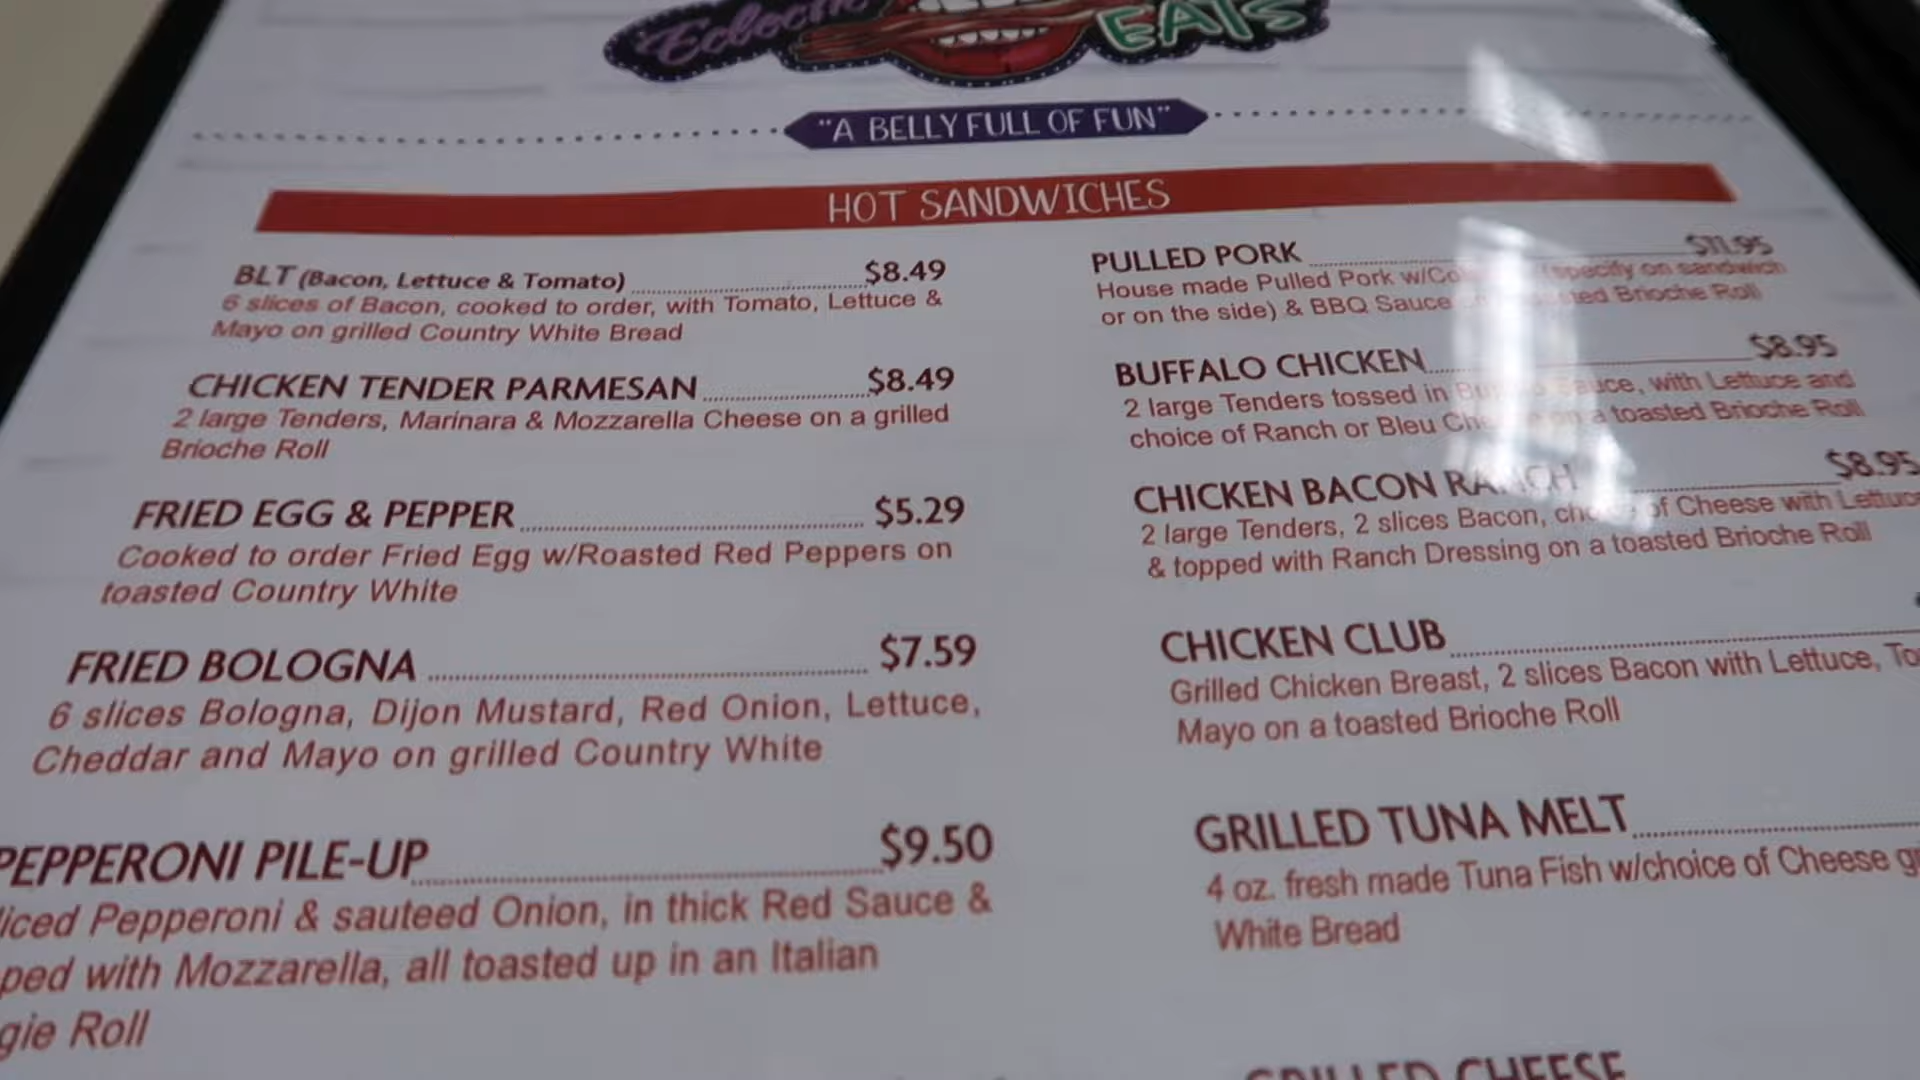 Eclectic EATS
"A BELLY FULL OF FUN"
HOT SANDWICHES
BLT (Bacon, Lettuce & Tomato) $8.49
6 slices of Bacon, cooked to order, with Tomato, Lettuce &
Mayo on grilled Country White Bread
CHICKEN TENDER PARMESAN $8.49
2 large Tenders, Marinara & Mozzarella Cheese on a grilled
Brioche Roll
FRIED EGG & PEPPER $5.29
Cooked to order Fried Egg w/Roasted Red Peppers on
toasted Country White
FRIED BOLOGNA $7.59
6 slices Bologna, Dijon Mustard, Red Onion, Lettuce,
Cheddar and Mayo on grilled Country White
PEPPERONI PILE-UP $9.50
Pepperoni & sauteed Onion, in thick Red Sauce &
with Mozzarella, all toasted up in an Italian
Roll
PULLED PORK $11.95
House made Pulled Pork (specify on sandwich
or on the side) & BBQ Sauce Brioche Roll
BUFFALO CHICKEN $8.95
2 large Tenders tossed in Sauce, with Lettuce and
choice of Ranch or Bleu on a toasted Brioche Roll
CHICKEN BACON RANCH $8.95
2 large Tenders, 2 slices Bacon, of Cheese with
& topped with Ranch Dressing on a toasted Brioche Roll
CHICKEN CLUB
Grilled Chicken Breast, 2 slices Bacon with Lettuce,
Mayo on a toasted Brioche Roll
GRILLED TUNA MELT
4 oz. fresh made Tuna Fish w/choice of Cheese
White Bread
GRILLED CHEESE